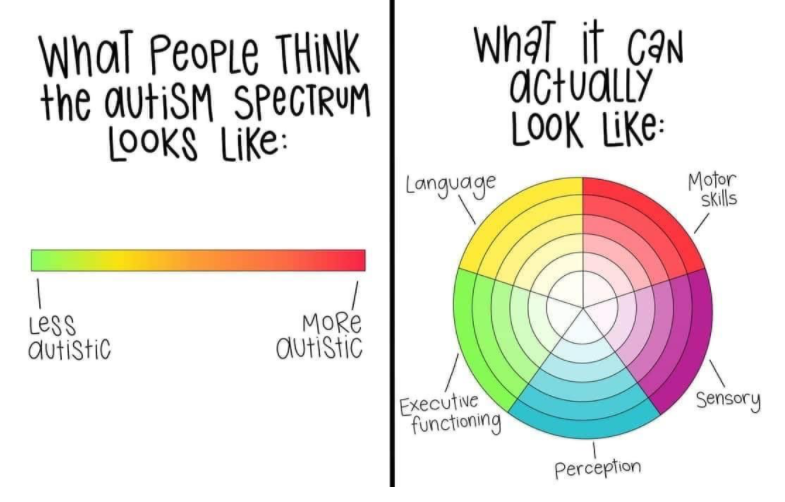 What People Think
the autism spectrum
Looks Like:
Less
autistic
More
autistic
What it can
actually
Look Like:
Language
Motor
skills
Executive
functioning
Sensory
Perception